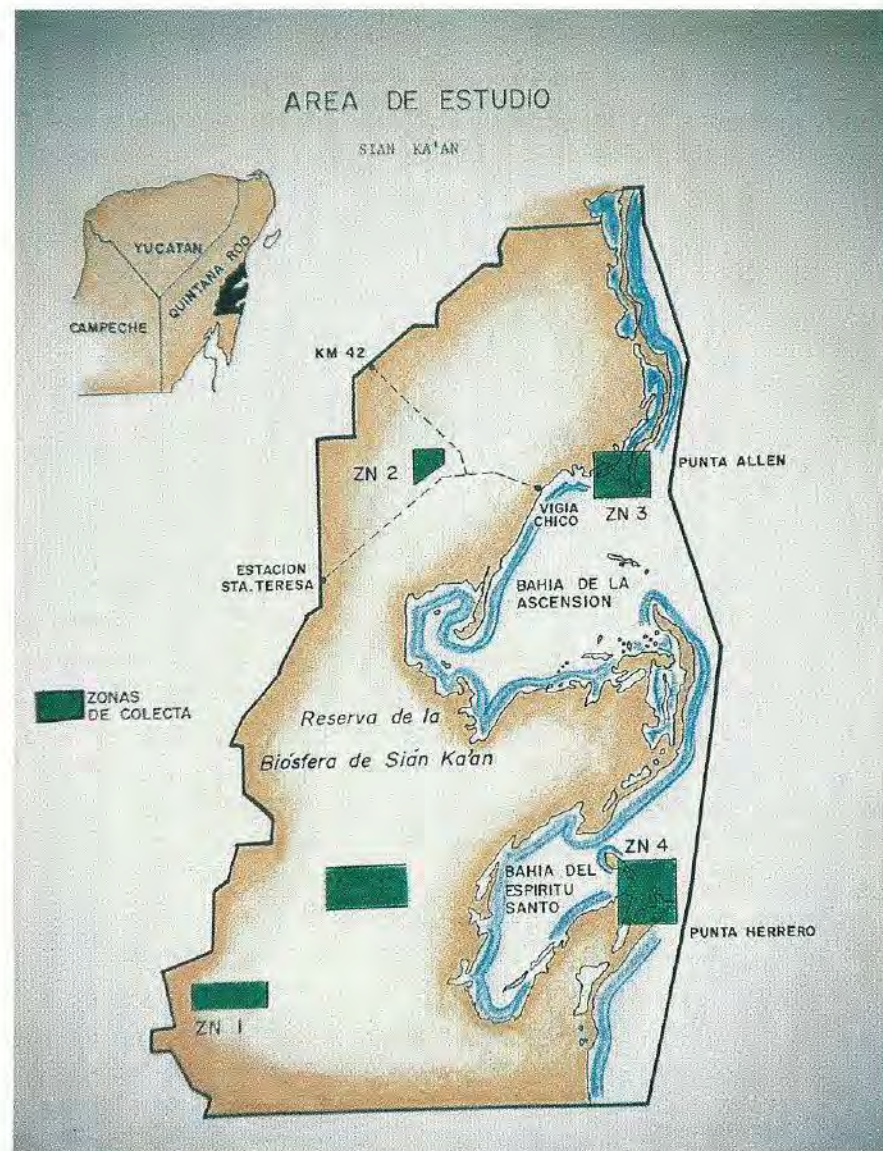 AREA DE ESTUDIO
SIAN KA'AN
YUCATAN
QUINTANA ROO
CAMPECHE
KM 42
ZN 2
PUNTA ALLEN
VIGIA
CHICO
ZN 3
ESTACION
STA. TERESA
BAHIA DE LA
ASCENSION
ZONAS
DE COLECTA
Reserva de la
Biósfera de Sián Ka'an
ZN 4
BAHIA DEL
ESPIRITU
SANTO
PUNTA HERRERO
ZN 1